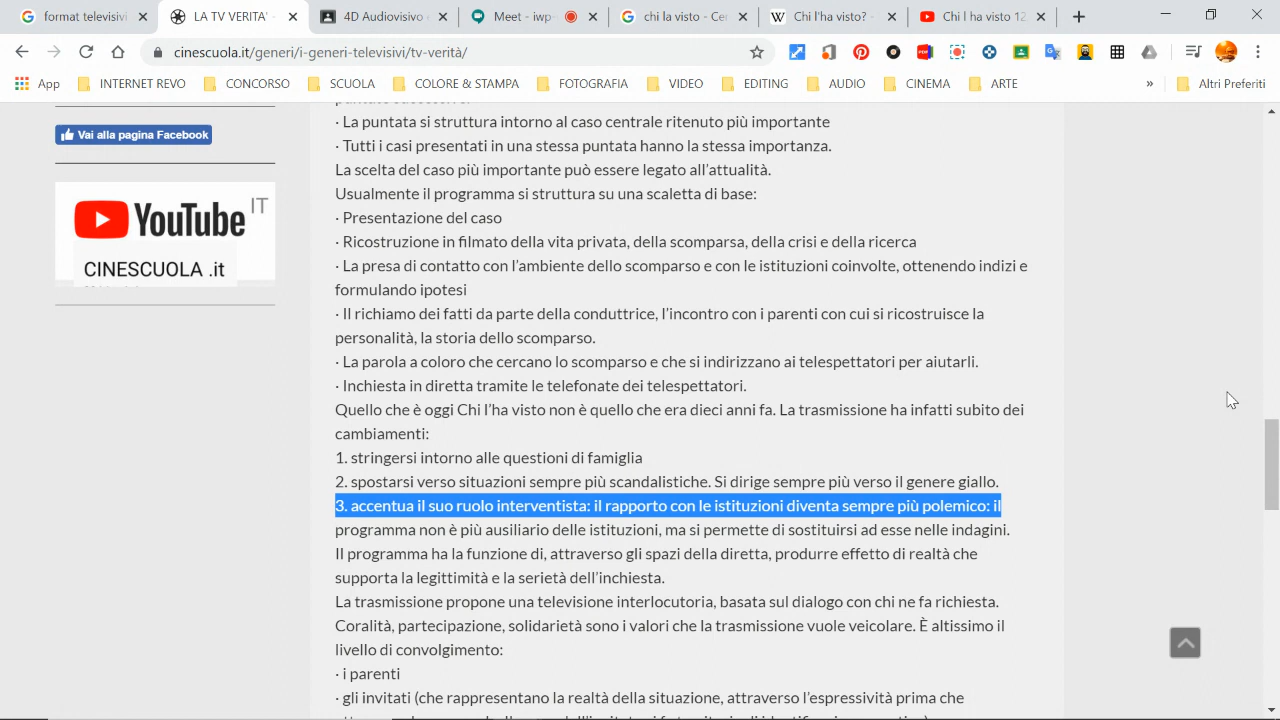 format televisivi
LA TV VERITA' -
4D Audiovisivo e
Meet - iwp-
chi la visto - Cer
Chi l'ha visto? -
Chi l ha visto 12
cinescuola.it/generi/i-generi-televisivi/tv-verità/
App
INTERNET REVO
CONCORSO
SCUOLA
COLORE & STAMPA
FOTOGRAFIA
VIDEO
EDITING
AUDIO
CINEMA
ARTE
»
Altri Preferiti
Vai alla pagina Facebook
YouTube IT
CINESCUOLA .it
· La puntata si struttura intorno al caso centrale ritenuto più importante
· Tutti i casi presentati in una stessa puntata hanno la stessa importanza.
La scelta del caso più importante può essere legato all'attualità.
Usualmente il programma si struttura su una scaletta di base:
· Presentazione del caso
· Ricostruzione in filmato della vita privata, della scomparsa, della crisi e della ricerca
· La presa di contatto con l'ambiente dello scomparso e con le istituzioni coinvolte, ottenendo indizi e
formulando ipotesi
· Il richiamo dei fatti da parte della conduttrice, l'incontro con i parenti con cui si ricostruisce la
personalità, la storia dello scomparso.
· La parola a coloro che cercano lo scomparso e che si indirizzano ai telespettatori per aiutarli.
· Inchiesta in diretta tramite le telefonate dei telespettatori.
Quello che è oggi Chi l'ha visto non è quello che era dieci anni fa. La trasmissione ha infatti subito dei
cambiamenti:
1. stringersi intorno alle questioni di famiglia
2. spostarsi verso situazioni sempre più scandalistiche. Si dirige sempre più verso il genere giallo.
3. accentua il suo ruolo interventista: il rapporto con le istituzioni diventa sempre più polemico: il
programma non è più ausiliario delle istituzioni, ma si permette di sostituirsi ad esse nelle indagini.
Il programma ha la funzione di, attraverso gli spazi della diretta, produrre effetto di realtà che
supporta la legittimità e la serietà dell'inchiesta.
La trasmissione propone una televisione interlocutoria, basata sul dialogo con chi ne fa richiesta.
Coralità, partecipazione, solidarietà sono i valori che la trasmissione vuole veicolare. È altissimo il
livello di convolgimento:
· i parenti
· gli invitati (che rappresentano la realtà della situazione, attraverso l'espressività prima che